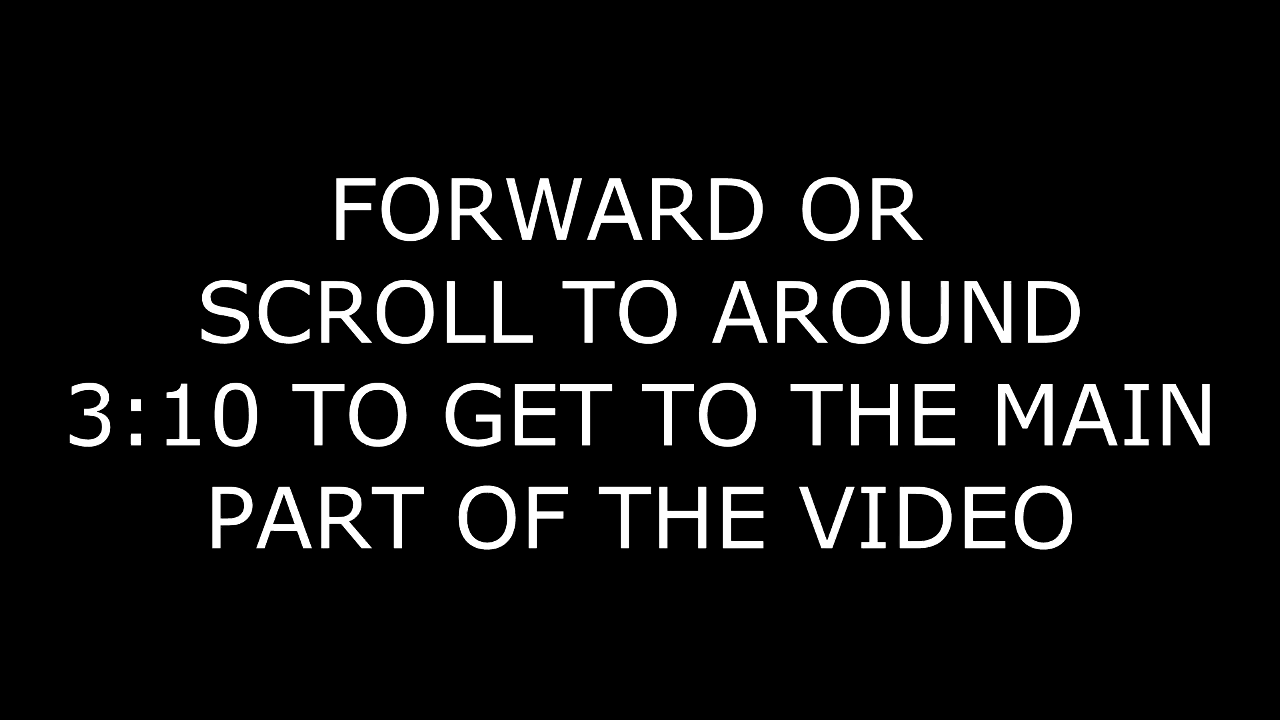 FORWARD OR
SCROLL TO AROUND
3:10 TO GET TO THE MAIN
PART OF THE VIDEO